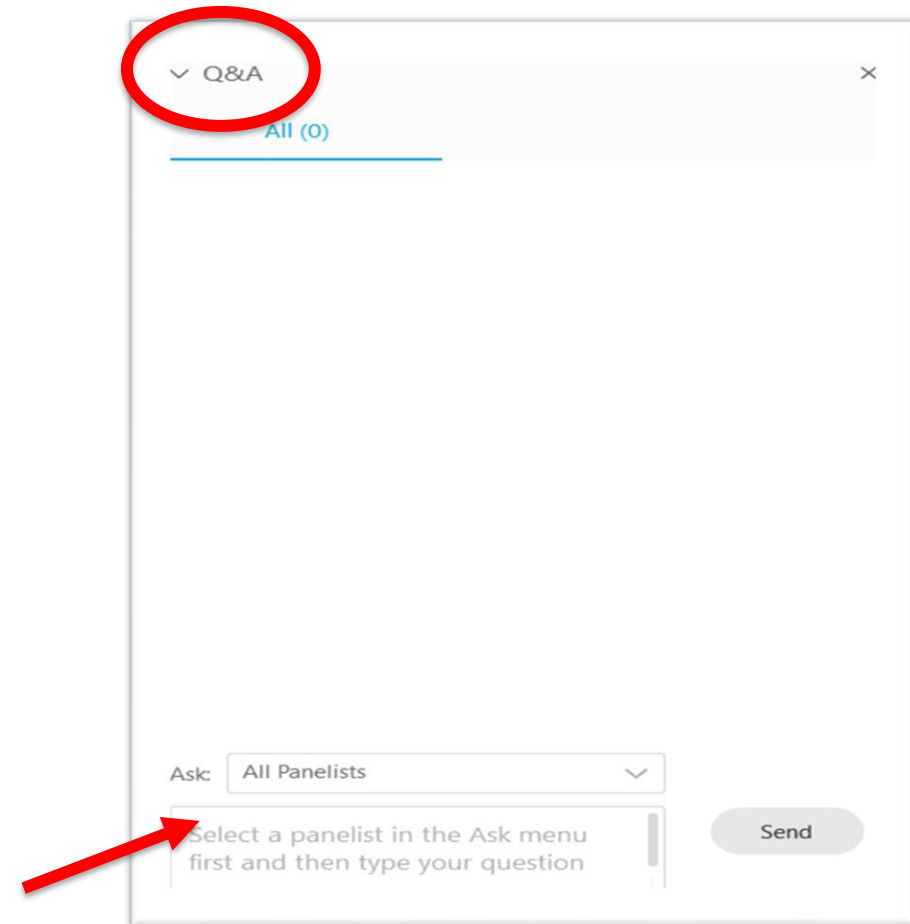 Q&A
All (0)
Ask: All Panelists
Select a panelist in the Ask menu
first and then type your question
Send